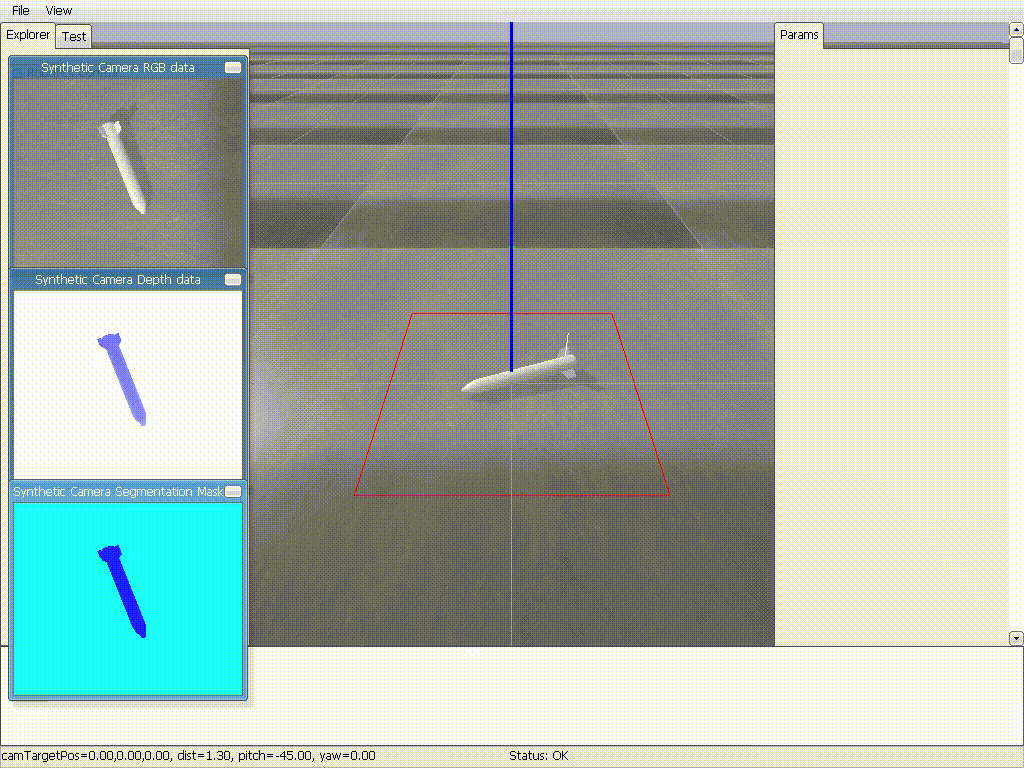 File View
Explorer Test
Params
Synthetic Camera RGB data
Synthetic Camera Depth data
Synthetic Camera Segmentation Mask
camTargetPos=0.00,0.00,0.00, dist=1.30, pitch=-45.00, yaw=0.00 Status: OK